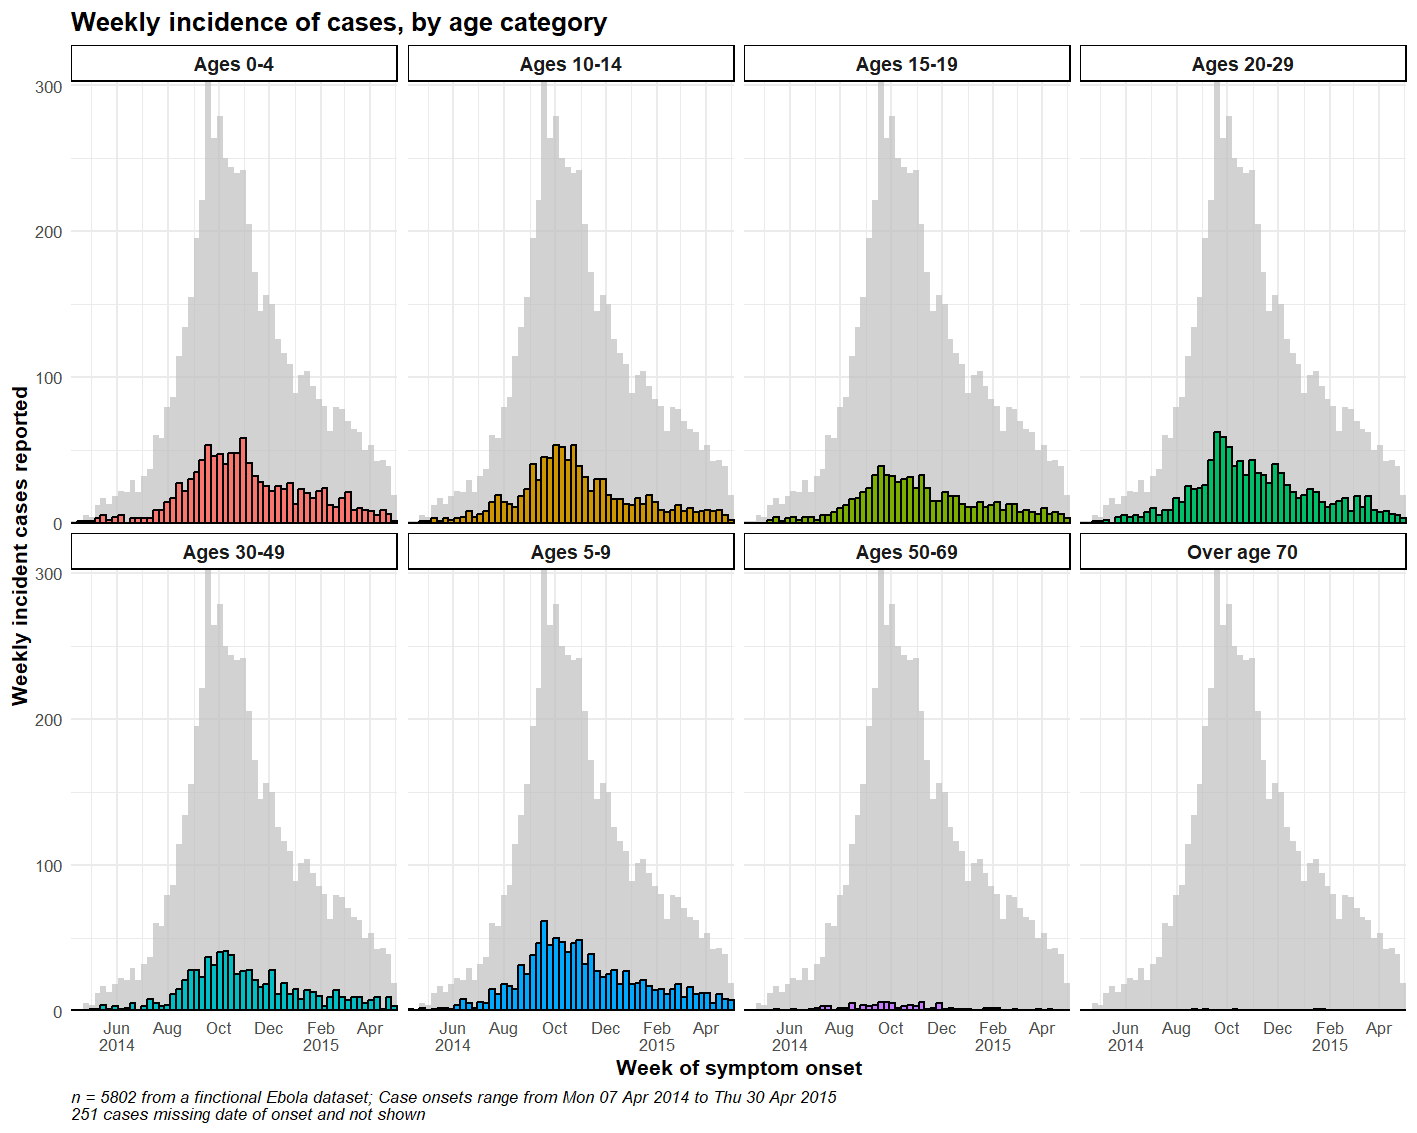 Weekly incidence of cases, by age category
Ages 0-4
Ages 10-14
Ages 15-19
Ages 20-29
300
200
100
0
Ages 30-49
Ages 5-9
Ages 50-69
Over age 70
300
200
100
0
Weekly incident cases reported
Jun Aug Oct Dec Feb Apr
2014 2015
Jun Aug Oct Dec Feb Apr
2014 2015
Jun Aug Oct Dec Feb Apr
2014 2015
Jun Aug Oct Dec Feb Apr
2014 2015
Week of symptom onset
n = 5802 from a finctional Ebola dataset; Case onsets range from Mon 07 Apr 2014 to Thu 30 Apr 2015
251 cases missing date of onset and not shown